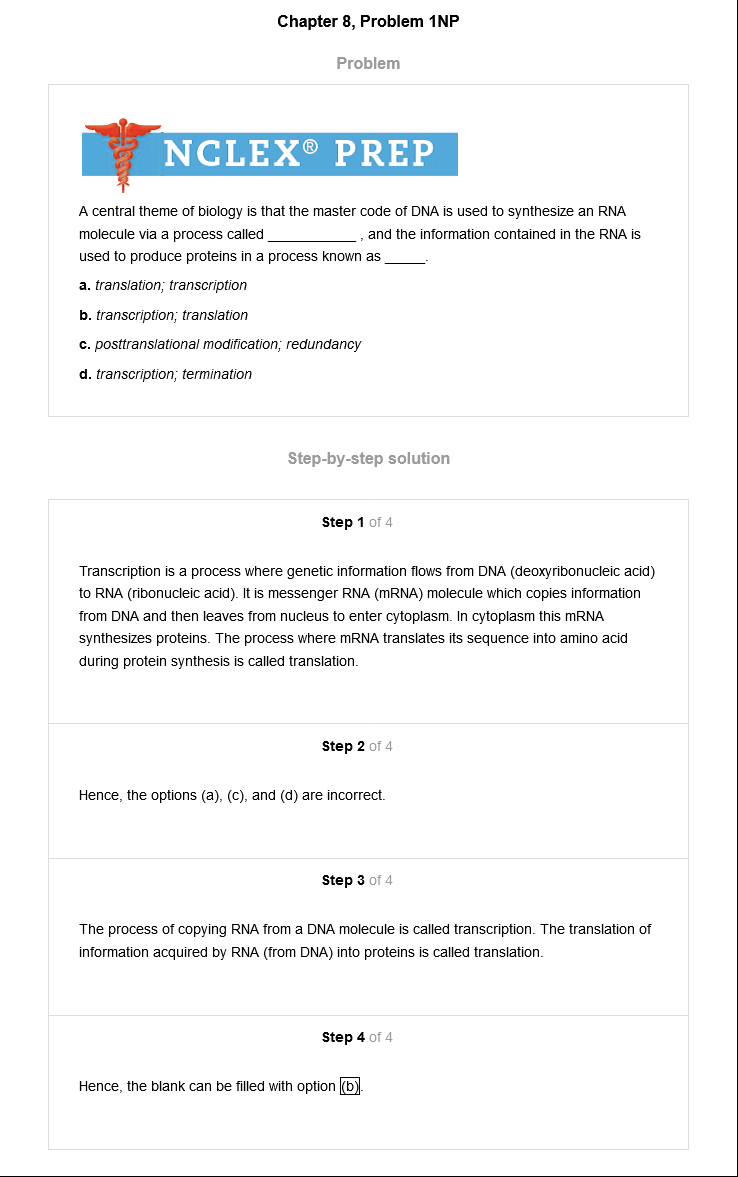 Chapter 8, Problem 1NP
Problem
NCLEX® PREP
A central theme of biology is that the master code of DNA is used to synthesize an RNA
molecule via a process called ____________ , and the information contained in the RNA is
used to produce proteins in a process known as _____.
a. translation; transcription
b. transcription; translation
c. posttranslational modification; redundancy
d. transcription; termination
Step-by-step solution
Step 1 of 4
Transcription is a process where genetic information flows from DNA (deoxyribonucleic acid)
to RNA (ribonucleic acid). It is messenger RNA (mRNA) molecule which copies information
from DNA and then leaves from nucleus to enter cytoplasm. In cytoplasm this mRNA
synthesizes proteins. The process where mRNA translates its sequence into amino acid
during protein synthesis is called translation.
Step 2 of 4
Hence, the options (a), (c), and (d) are incorrect.
Step 3 of 4
The process of copying RNA from a DNA molecule is called transcription. The translation of
information acquired by RNA (from DNA) into proteins is called translation.
Step 4 of 4
Hence, the blank can be filled with option (b).